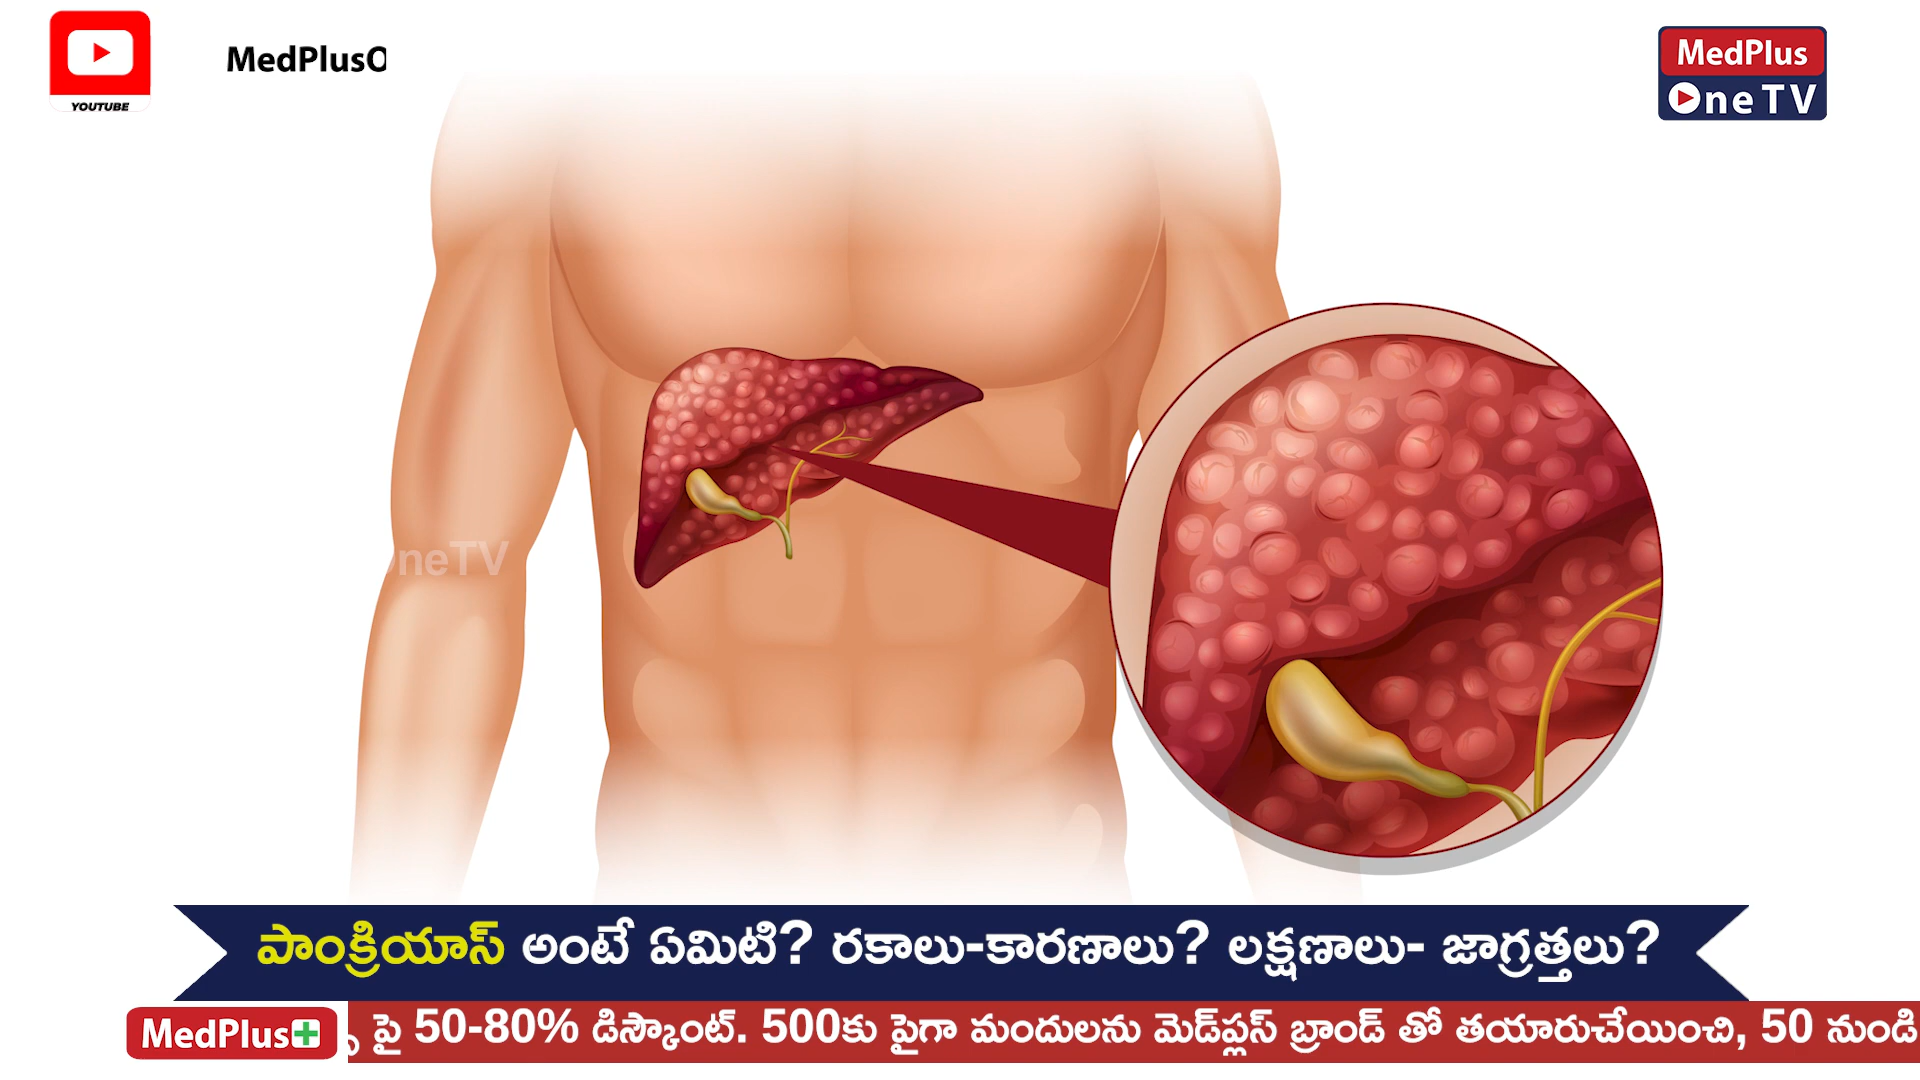 YOUTUBE
MedPlusO
MedPlus
OneTV
neTV
పాంక్రియాస్ అంటే ఏమిటి? రకాలు-కారణాలు? లక్షణాలు- జాగ్రత్తలు?
MedPlus
పై 50-80% డిస్కౌంట్. 500కు పైగా మందులను మెడ్‌ప్లస్ బ్రాండ్ తో తయారుచేయించి, 50 నుండి